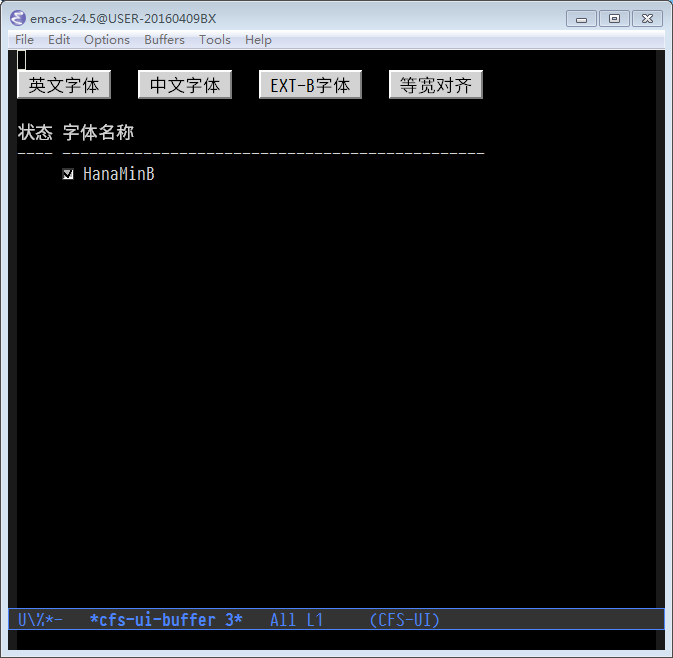 emacs-24.5@USER-20160409BX
File Edit Options Buffers Tools Help
英文字体 中文字体 EXT-B字体 等宽对齐
状态 字体名称
---- -----------------------------------------------
HanaMinB
U\%*- *cfs-ui-buffer 3* All L1 (CFS-UI)